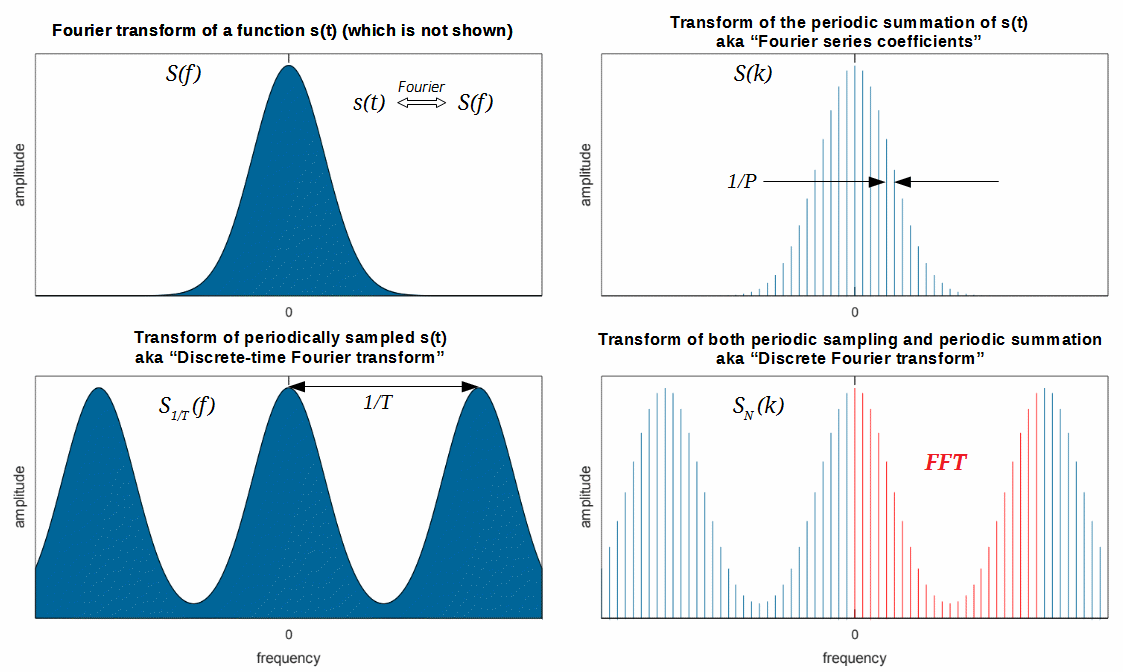 Fourier transform of a function s(t) (which is not shown)
S(f)
Fourier
s(t) S(f)
amplitude
0
Transform of the periodic summation of s(t)
aka “Fourier series coefficients”
S(k)
1/P
amplitude
0
Transform of periodically sampled s(t)
aka “Discrete-time Fourier transform”
S1/T(f)
1/T
amplitude
0
frequency
Transform of both periodic sampling and periodic summation
aka “Discrete Fourier transform”
SN(k)
FFT
amplitude
0
frequency